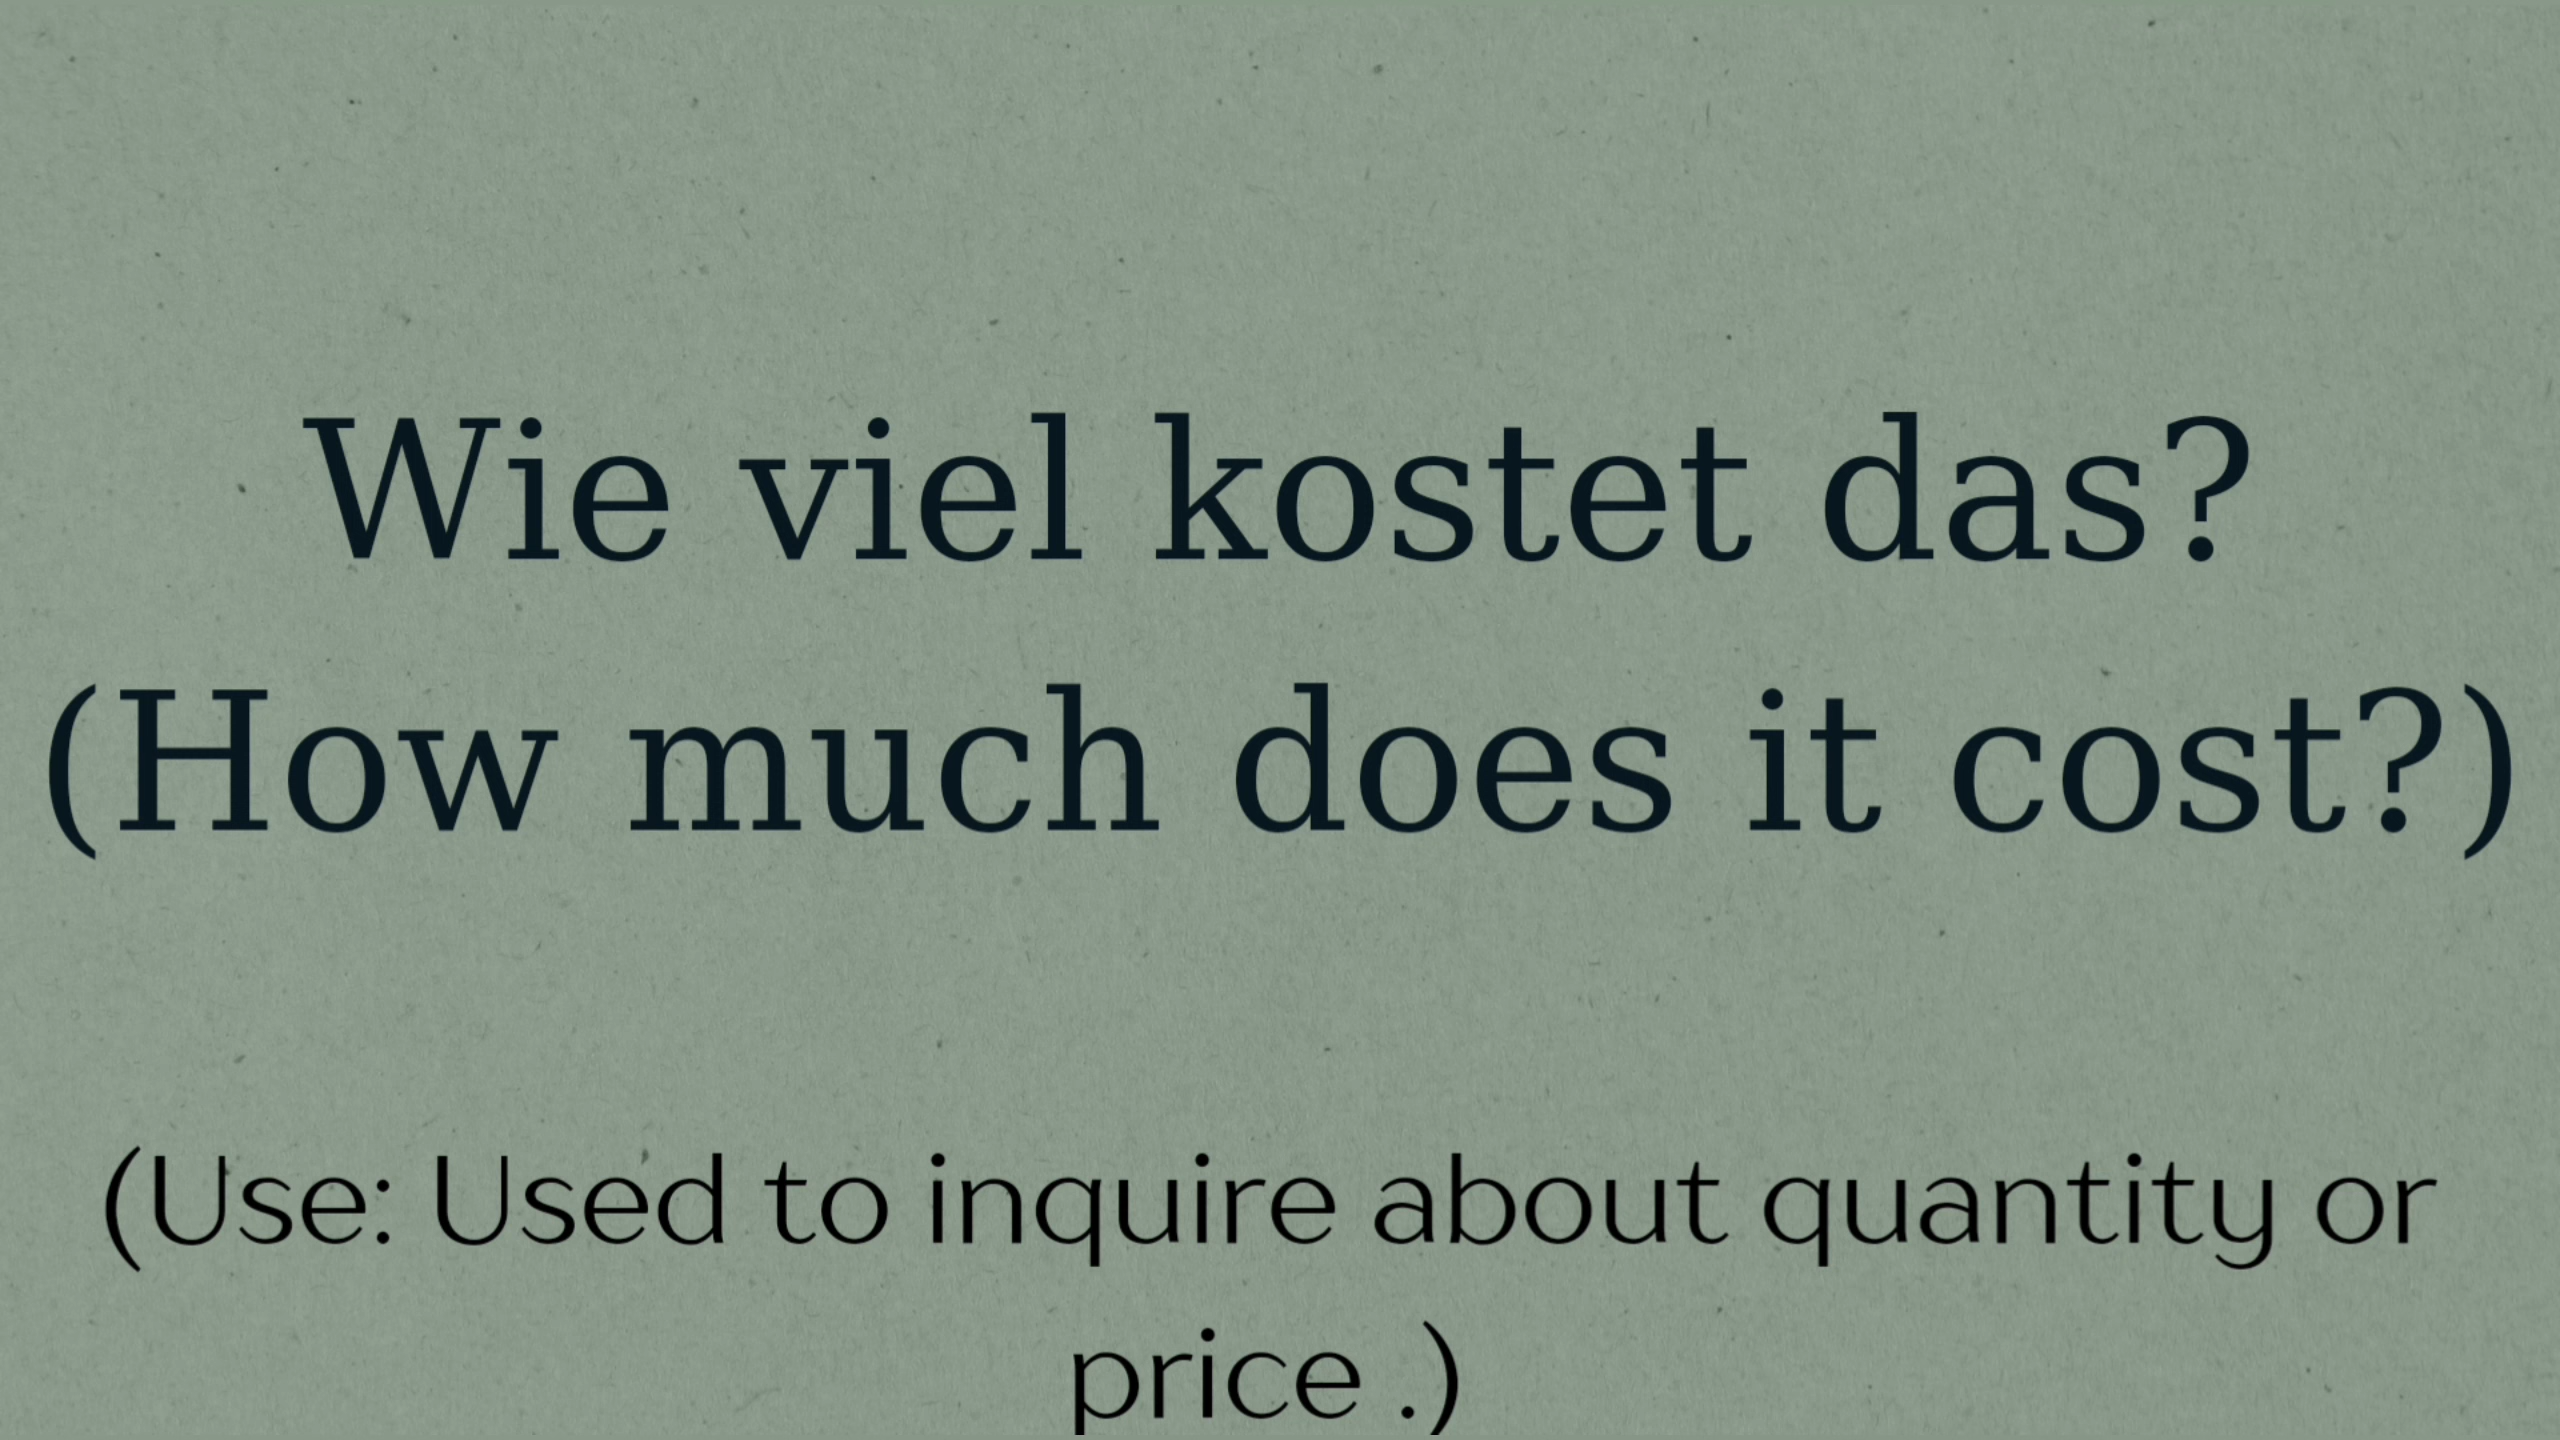 Wie viel kostet das?
(How much does it cost?)
(Use: Used to inquire about quantity or
price .)